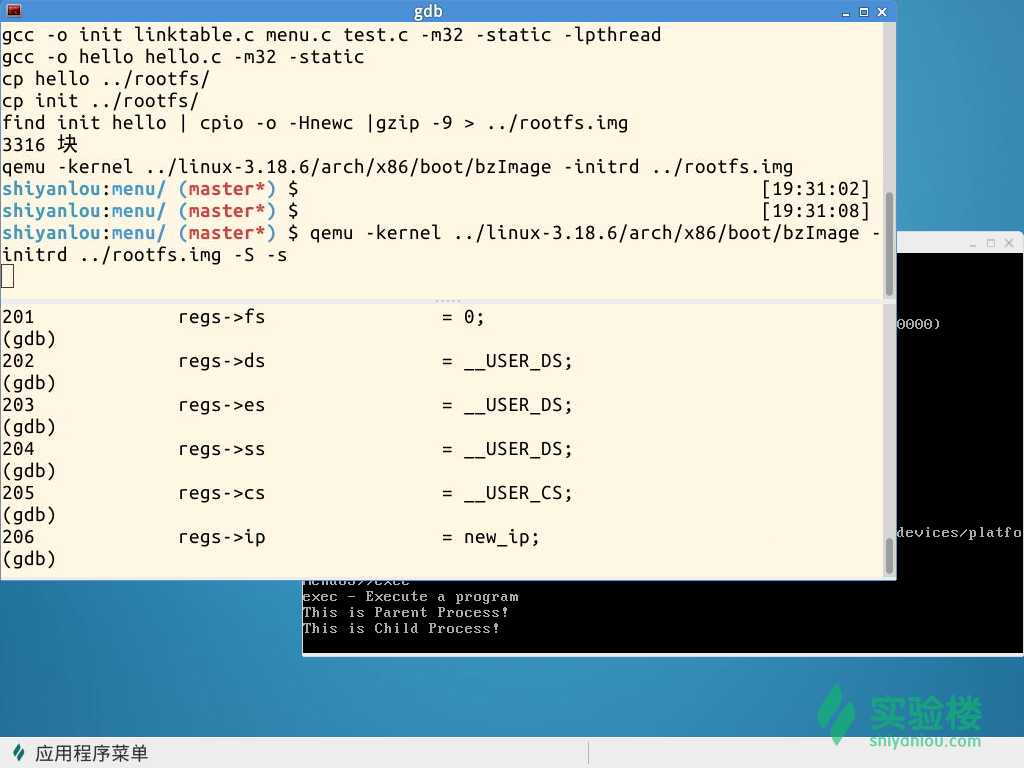 gdb
gcc -o init linktable.c menu.c test.c -m32 -static -lpthread
gcc -o hello hello.c -m32 -static
cp hello ../rootfs/
cp init ../rootfs/
find init hello | cpio -o -Hnewc |gzip -9 > ../rootfs.img
3316 块
qemu -kernel ../linux-3.18.6/arch/x86/boot/bzImage -initrd ../rootfs.img
shiyanlou:menu/ (master*) $ [19:31:02]
shiyanlou:menu/ (master*) $ [19:31:08]
shiyanlou:menu/ (master*) $ qemu -kernel ../linux-3.18.6/arch/x86/boot/bzImage -
initrd ../rootfs.img -S -s
201 regs->fs = 0;
(gdb)
202 regs->ds = __USER_DS;
(gdb)
203 regs->es = __USER_DS;
(gdb)
204 regs->ss = __USER_DS;
(gdb)
205 regs->cs = __USER_CS;
(gdb)
206 regs->ip = new_ip;
(gdb)
0000)
devices/platfo
MenuOS>>exec
exec - Execute a program
This is Parent Process!
This is Child Process!
实验楼
shiyanlou.com
应用程序菜单